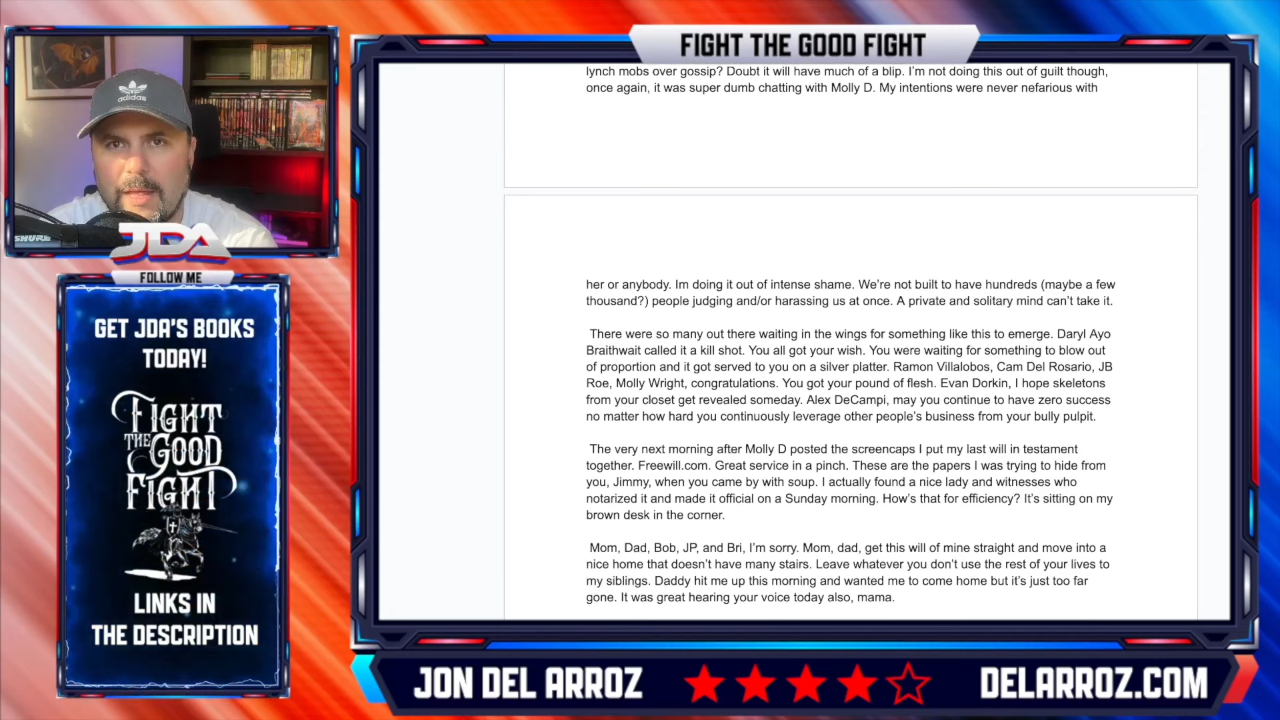 FIGHT THE GOOD FIGHT
lynch mobs over gossip? Doubt it will have much of a blip. I'm not doing this out of guilt though,
once again, it was super dumb chatting with Molly D. My intentions were never nefarious with
her or anybody. Im doing it out of intense shame. We're not built to have hundreds (maybe a few
thousand?) people judging and/or harassing us at once. A private and solitary mind can't take it.
There were so many out there waiting in the wings for something like this to emerge. Daryl Ayo
Braithwait called it a kill shot. You all got your wish. You were waiting for something to blow out
of proportion and it got served to you on a silver platter. Ramon Villalobos, Cam Del Rosario, JB
Roe, Molly Wright, congratulations. You got your pound of flesh. Evan Dorkin, I hope skeletons
from your closet get revealed someday. Alex DeCampi, may you continue to have zero success
no matter how hard you continuously leverage other people's business from your bully pulpit.
The very next morning after Molly D posted the screencaps I put my last will in testament
together. Freewill.com. Great service in a pinch. These are the papers I was trying to hide from
you, Jimmy, when you came by with soup. I actually found a nice lady and witnesses who
notarized it and made it official on a Sunday morning. How's that for efficiency? It's sitting on my
brown desk in the corner.
Mom, Dad, Bob, JP, and Bri, I'm sorry. Mom, dad, get this will of mine straight and move into a
nice home that doesn't have many stairs. Leave whatever you don't use the rest of your lives to
my siblings. Daddy hit me up this morning and wanted me to come home but it's just too far
gone. It was great hearing your voice today also, mama.
adidas
SHURE
JDA
FOLLOW ME
GET JDA'S BOOKS
TODAY!
FIGHT
THE GOOD
FIGHT
LINKS IN
THE DESCRIPTION
JON DEL ARROZ
DELARROZ.COM